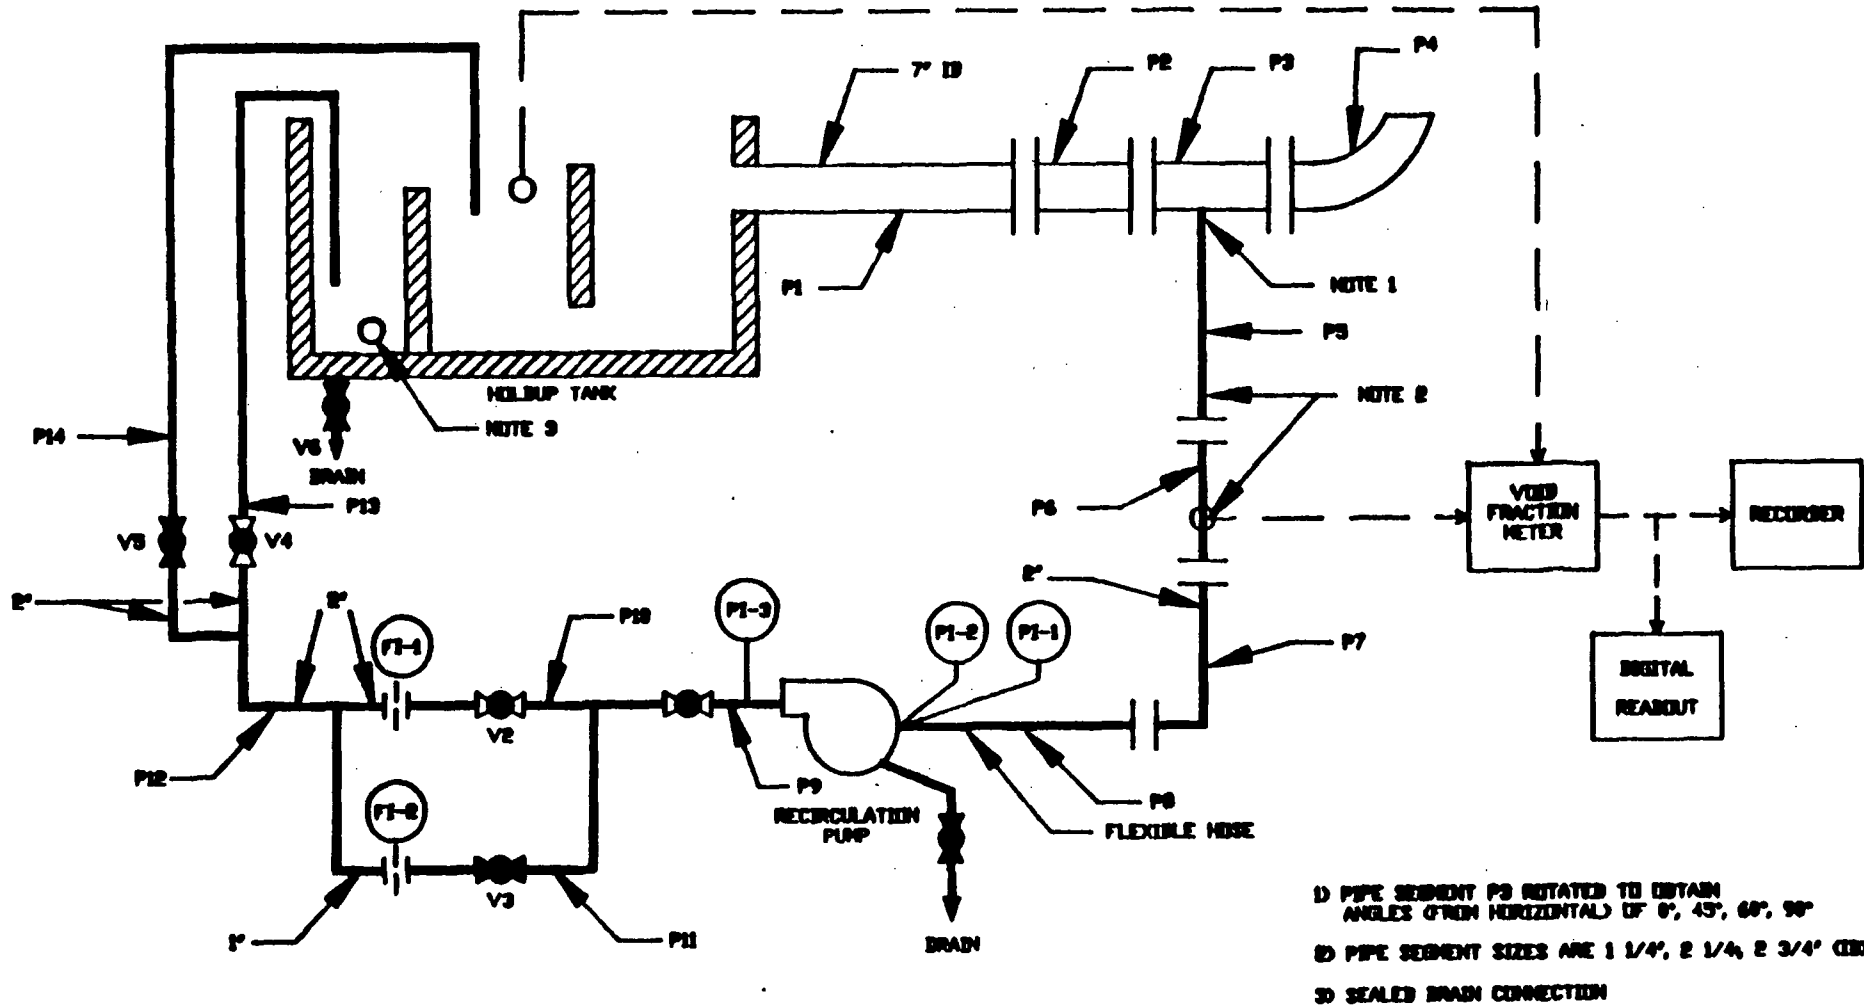 7" ID
P2
P3
P4
P1
NOTE 1
P5
NOTE 2
HOLDUP TANK
NOTE 3
V6
DRAIN
P14
P13
P6
VOID
FRACTION
METER
RECORDER
V5
V4
2"
P7
DIGITAL
READOUT
2"
2"
FI-1
P10
PI-3
PI-2
PI-1
V2
P12
FI-2
P9
RECIRCULATION
PUMP
P8
FLEXIBLE HOSE
V3
1"
P11
DRAIN
1) PIPE SEGMENT P3 ROTATED TO OBTAIN
ANGLES (FROM HORIZONTAL) OF 0°, 45°, 60°, 90°
2) PIPE SEGMENT SIZES ARE 1 1/4", 2 1/4, 2 3/4" (ID)
3) SEALED DRAIN CONNECTION